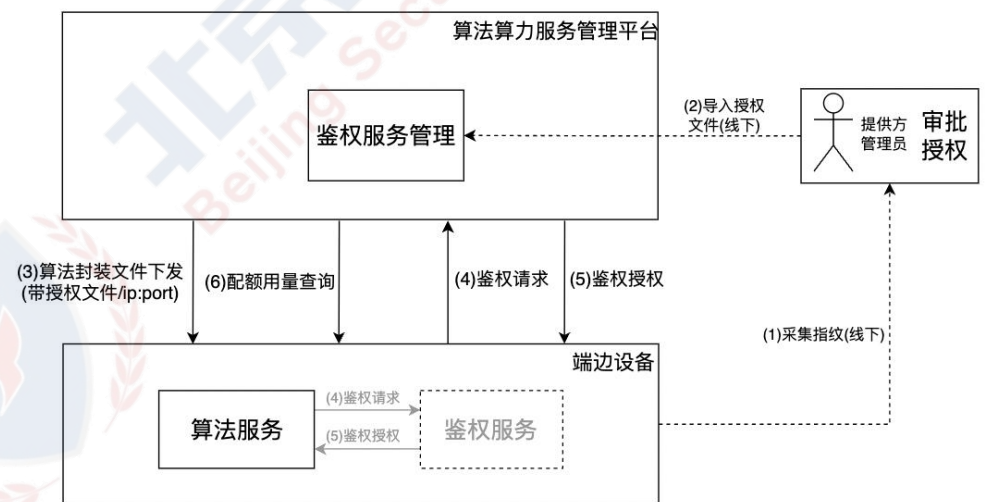 算法算力服务管理平台
鉴权服务管理
(2)导入授权
文件(线下)
提供方
管理员
审批
授权
(3)算法封装文件下发
(带授权文件/ip:port)
(6)配额用量查询
(4)鉴权请求
(5)鉴权授权
(1)采集指纹(线下)
端边设备
算法服务
(4)鉴权请求
(5)鉴权授权
鉴权服务
北京
Beijing Secu